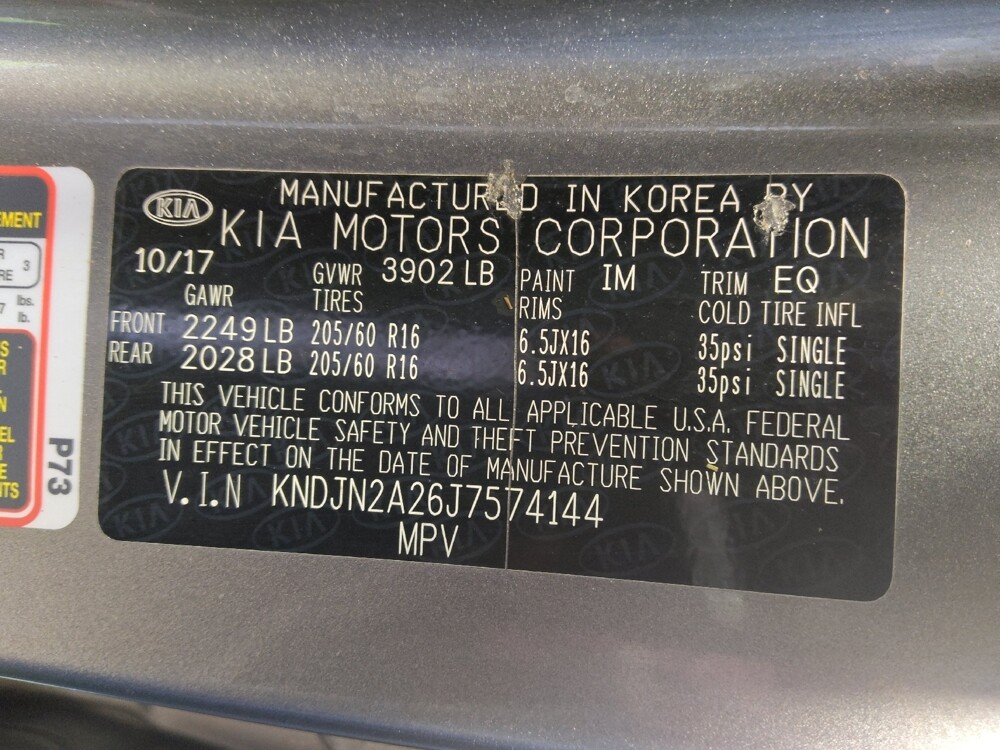 MANUFACTURED IN KOREA BY
KIA
KIA MOTORS CORPORATION
10/17 GVWR 3902 LB PAINT IM TRIM EQ
GAWR TIRES RIMS COLD TIRE INFL
FRONT 2249 LB 205/60 R16 6.5JX16 35psi SINGLE
REAR 2028 LB 205/60 R16 6.5JX16 35psi SINGLE
THIS VEHICLE CONFORMS TO ALL APPLICABLE U.S.A. FEDERAL
MOTOR VEHICLE SAFETY AND THEFT PREVENTION STANDARDS
IN EFFECT ON THE DATE OF MANUFACTURE SHOWN ABOVE.
V.I.N KNDJN2A26J7574144
MPV
3
lbs.
lb.
P73